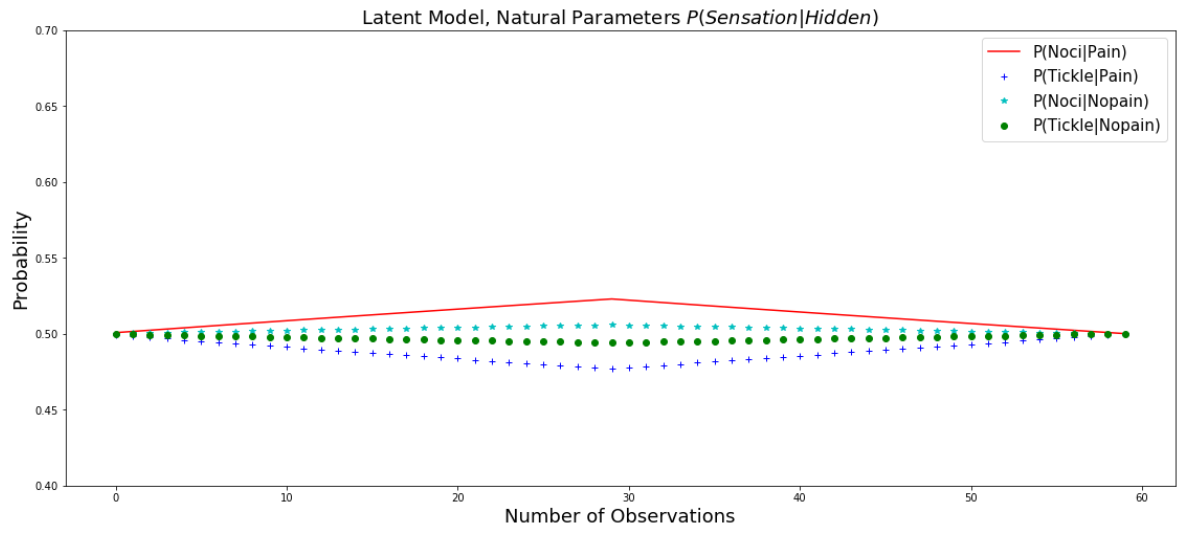 Latent Model, Natural Parameters P(Sensation|Hidden)
0.70
0.65
0.60
0.55
0.50
0.45
0.40
Probability
P(Noci|Pain)
P(Tickle|Pain)
P(Noci|Nopain)
P(Tickle|Nopain)
0 10 20 30 40 50 60
Number of Observations